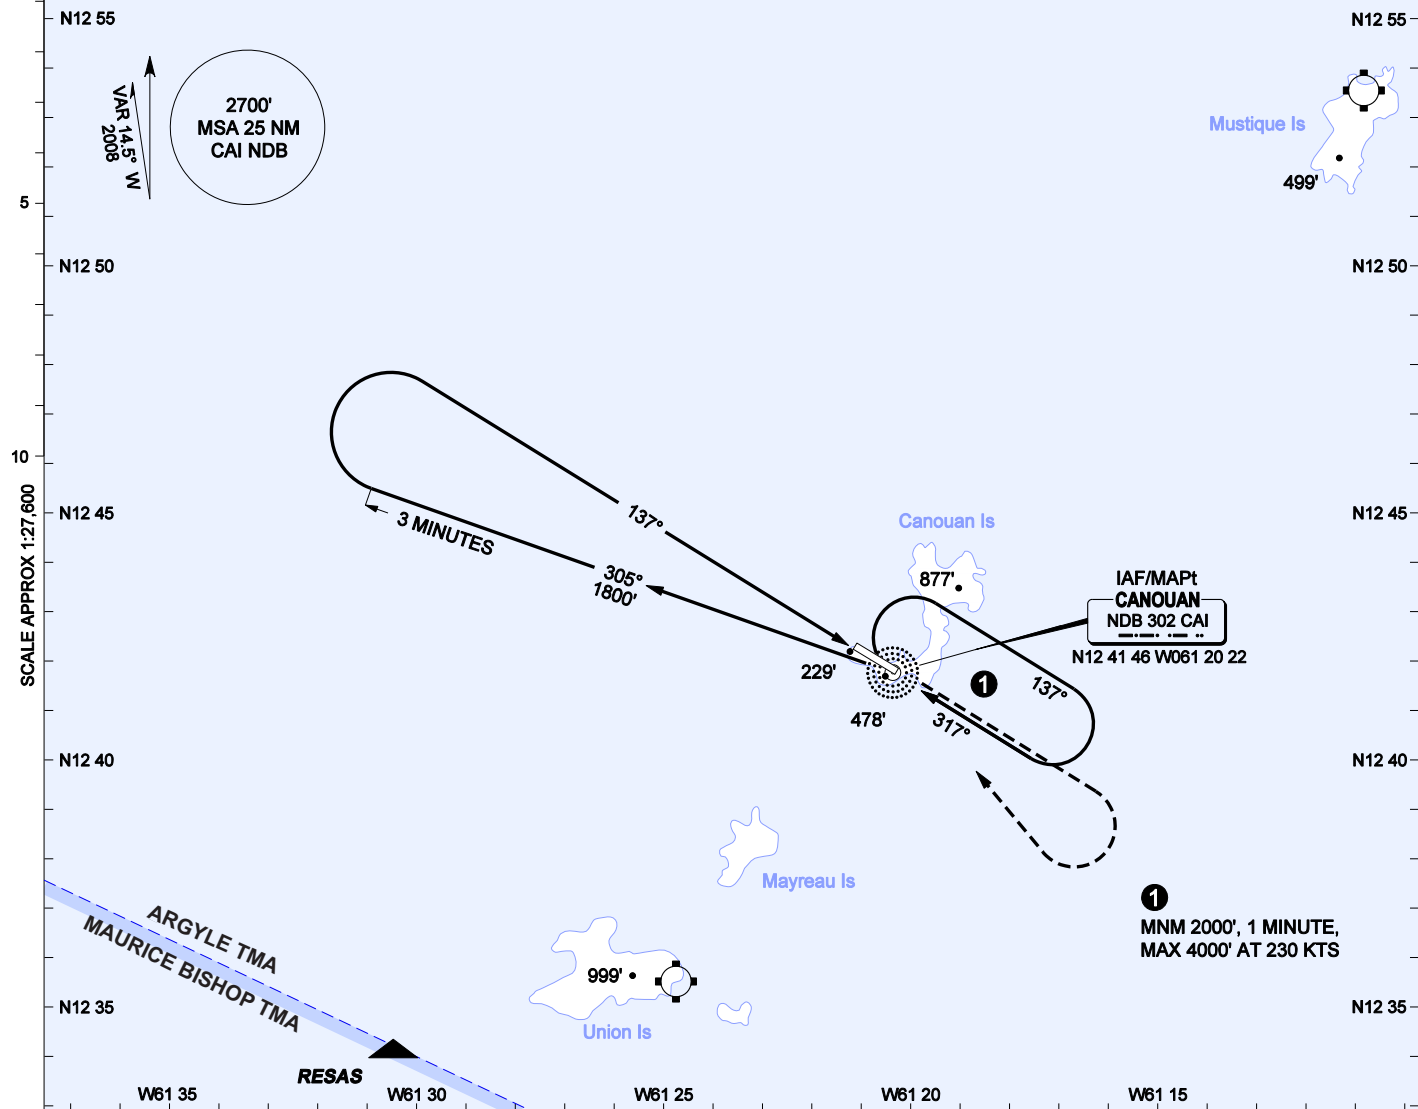 N12 55
N12 55
2700'
MSA 25 NM
CAI NDB
VAR 14.5° W
2008
Mustique Is
499'
5
N12 50
N12 50
10
SCALE APPROX 1:27,600
N12 45
N12 45
137°
3 MINUTES
305°
1800'
Canouan Is
877'
IAF/MAPt
CANOUAN
NDB 302 CAI
N12 41 46 W061 20 22
229'
478'
1
137°
317°
N12 40
N12 40
Mayreau Is
1
MNM 2000', 1 MINUTE,
MAX 4000' AT 230 KTS
ARGYLE TMA
MAURICE BISHOP TMA
999'
Union Is
N12 35
N12 35
RESAS
W61 35
W61 30
W61 25
W61 20
W61 15